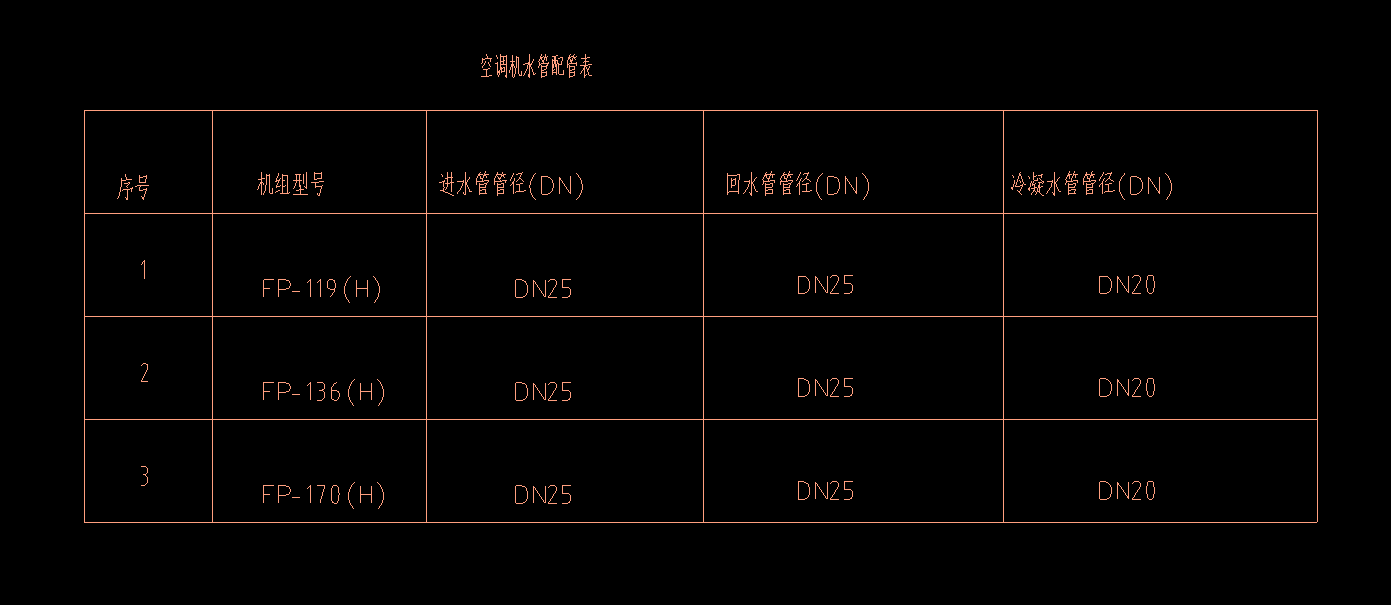 空调机水管配管表
序号 机组型号 进水管管径(DN) 回水管管径(DN) 冷凝水管管径(DN)
1 FP-119(H) DN25 DN25 DN20
2 FP-136(H) DN25 DN25 DN20
3 FP-170(H) DN25 DN25 DN20